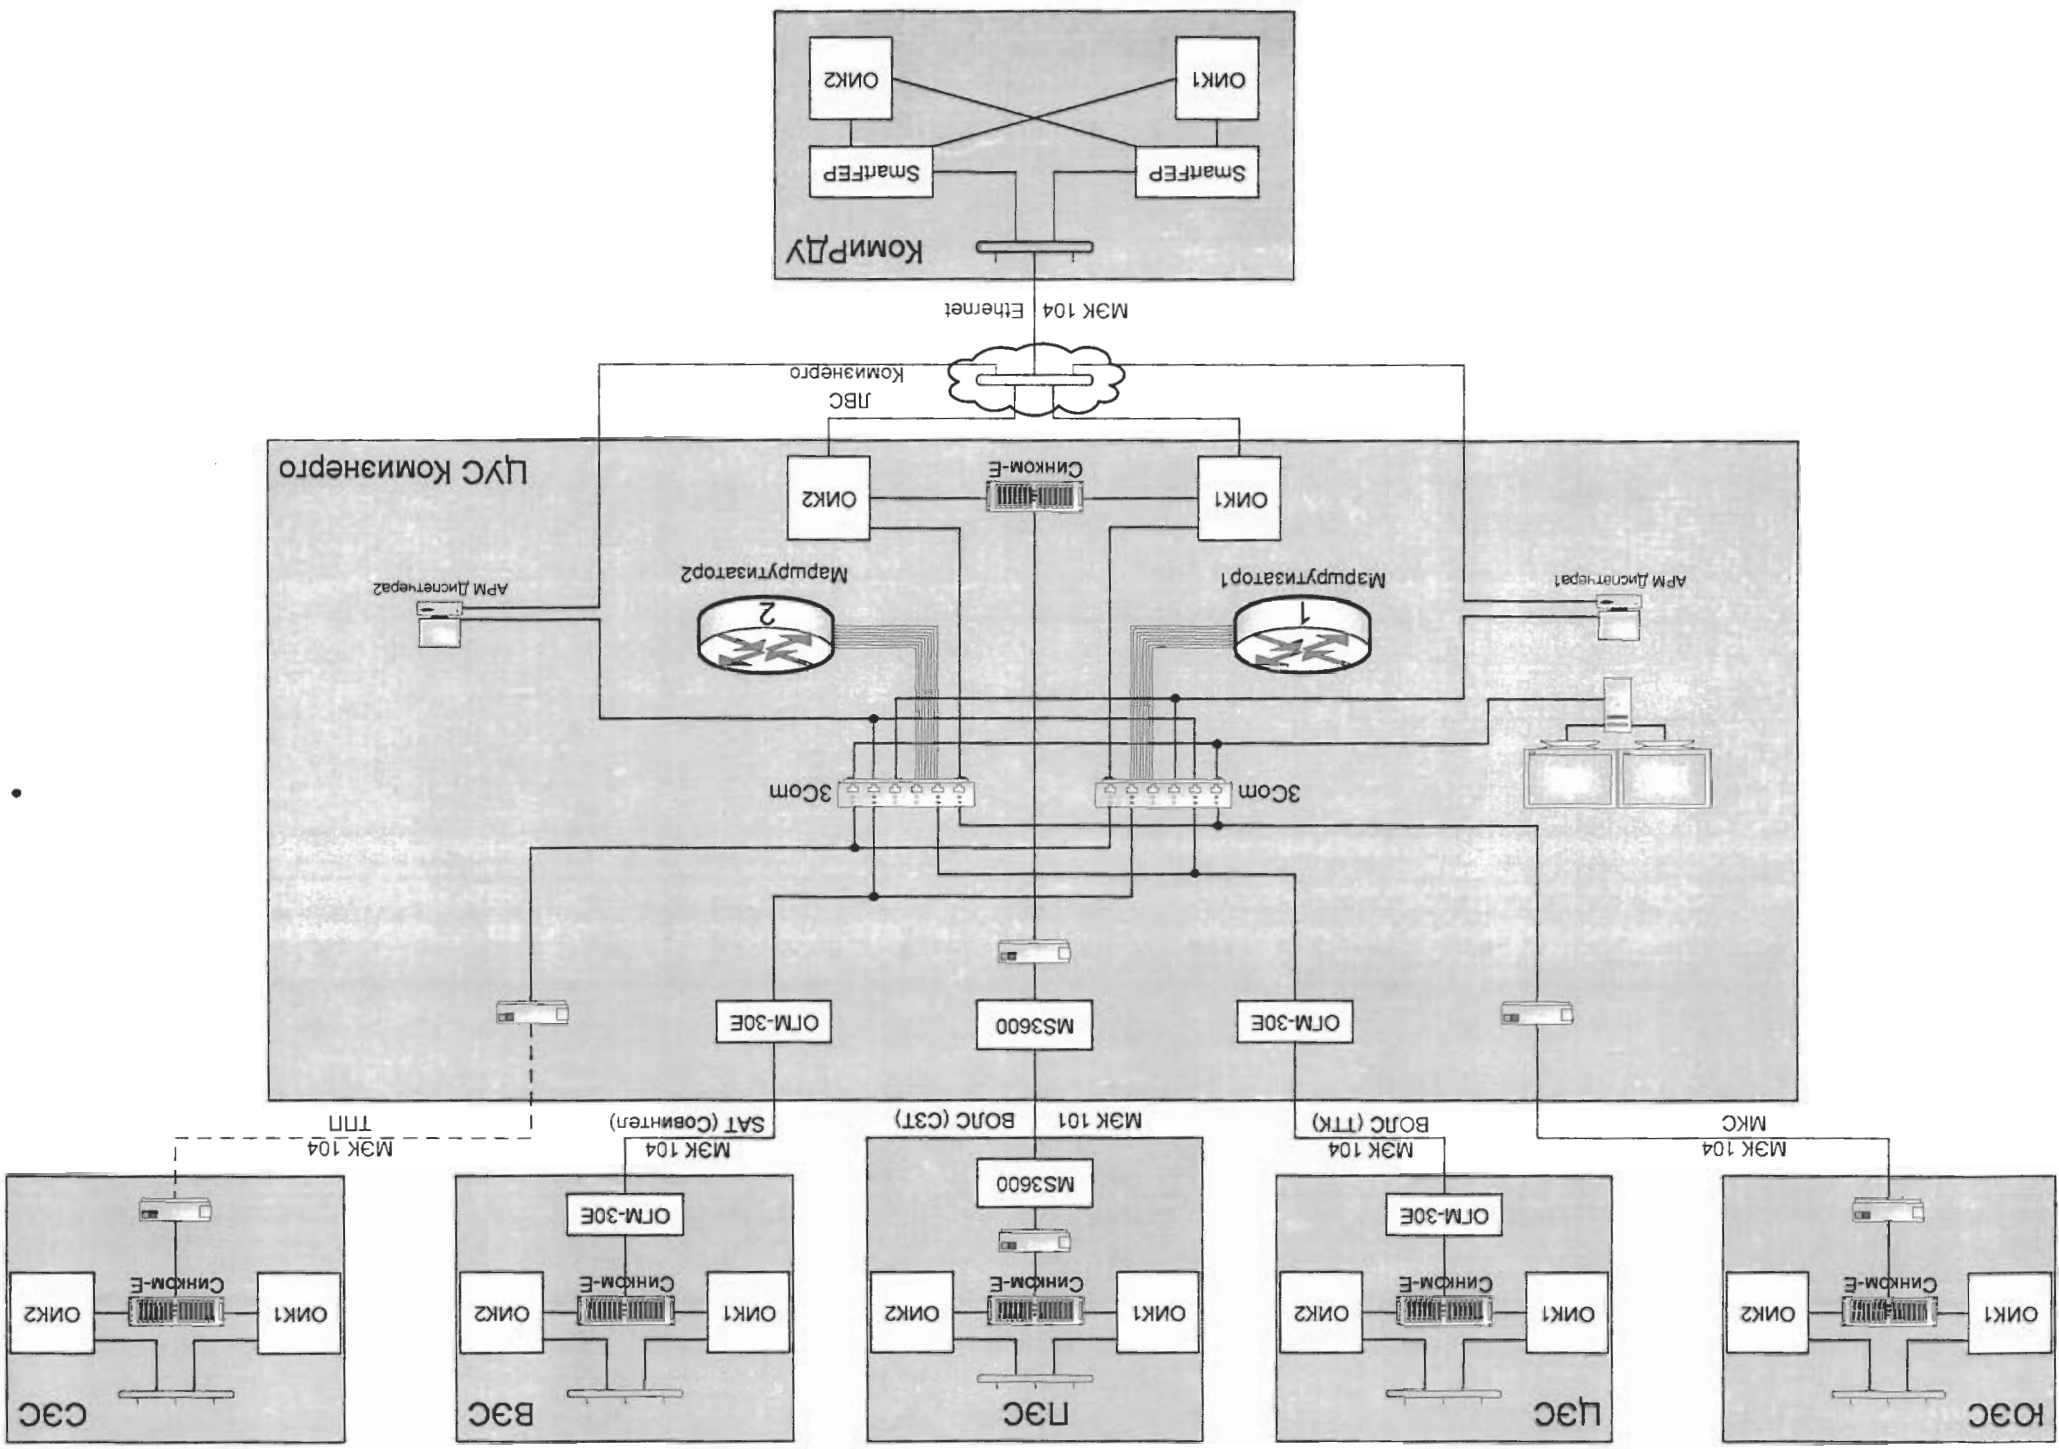 ЮЭС
ЦЭС
ПЭС
ВЭС
СЭС
ОИК1
Синком-Е
ОИК2
ОИК1
Синком-Е
ОИК2
ОИК1
Синком-Е
ОИК2
ОИК1
Синком-Е
ОИК2
ОИК1
Синком-Е
ОИК2
ОГМ-30Е
MS3600
ОГМ-30Е
МЭК 104
МКС
МЭК 104
ВОЛС (ТТК)
МЭК 101
ВОЛС (СЗТ)
МЭК 104
SAT (Совинтел)
МЭК 104
ТПП
ОГМ-30Е
MS3600
ОГМ-30Е
3Com
3Com
АРМ Диспетчера1
Маршрутизатор1
1
Маршрутизатор2
2
АРМ Диспетчера2
ОИК1
Синком-Е
ОИК2
ЦУС Комиэнерго
ЛВС
Комиэнерго
МЭК 104
Ethernet
КомиРДУ
SmartFEP
SmartFEP
ОИК1
ОИК2